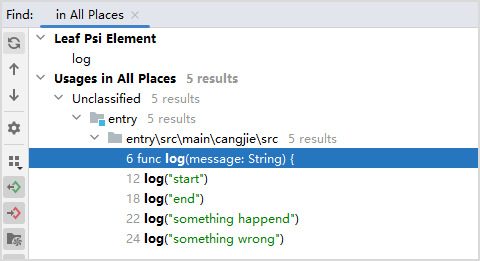 Find: in All Places
Leaf Psi Element
log
Usages in All Places 5 results
Unclassified 5 results
entry 5 results
entry\src\main\cangjie\src 5 results
6 func log(message: String) {
12 log("start")
18 log("end")
22 log("something happend")
24 log("something wrong")